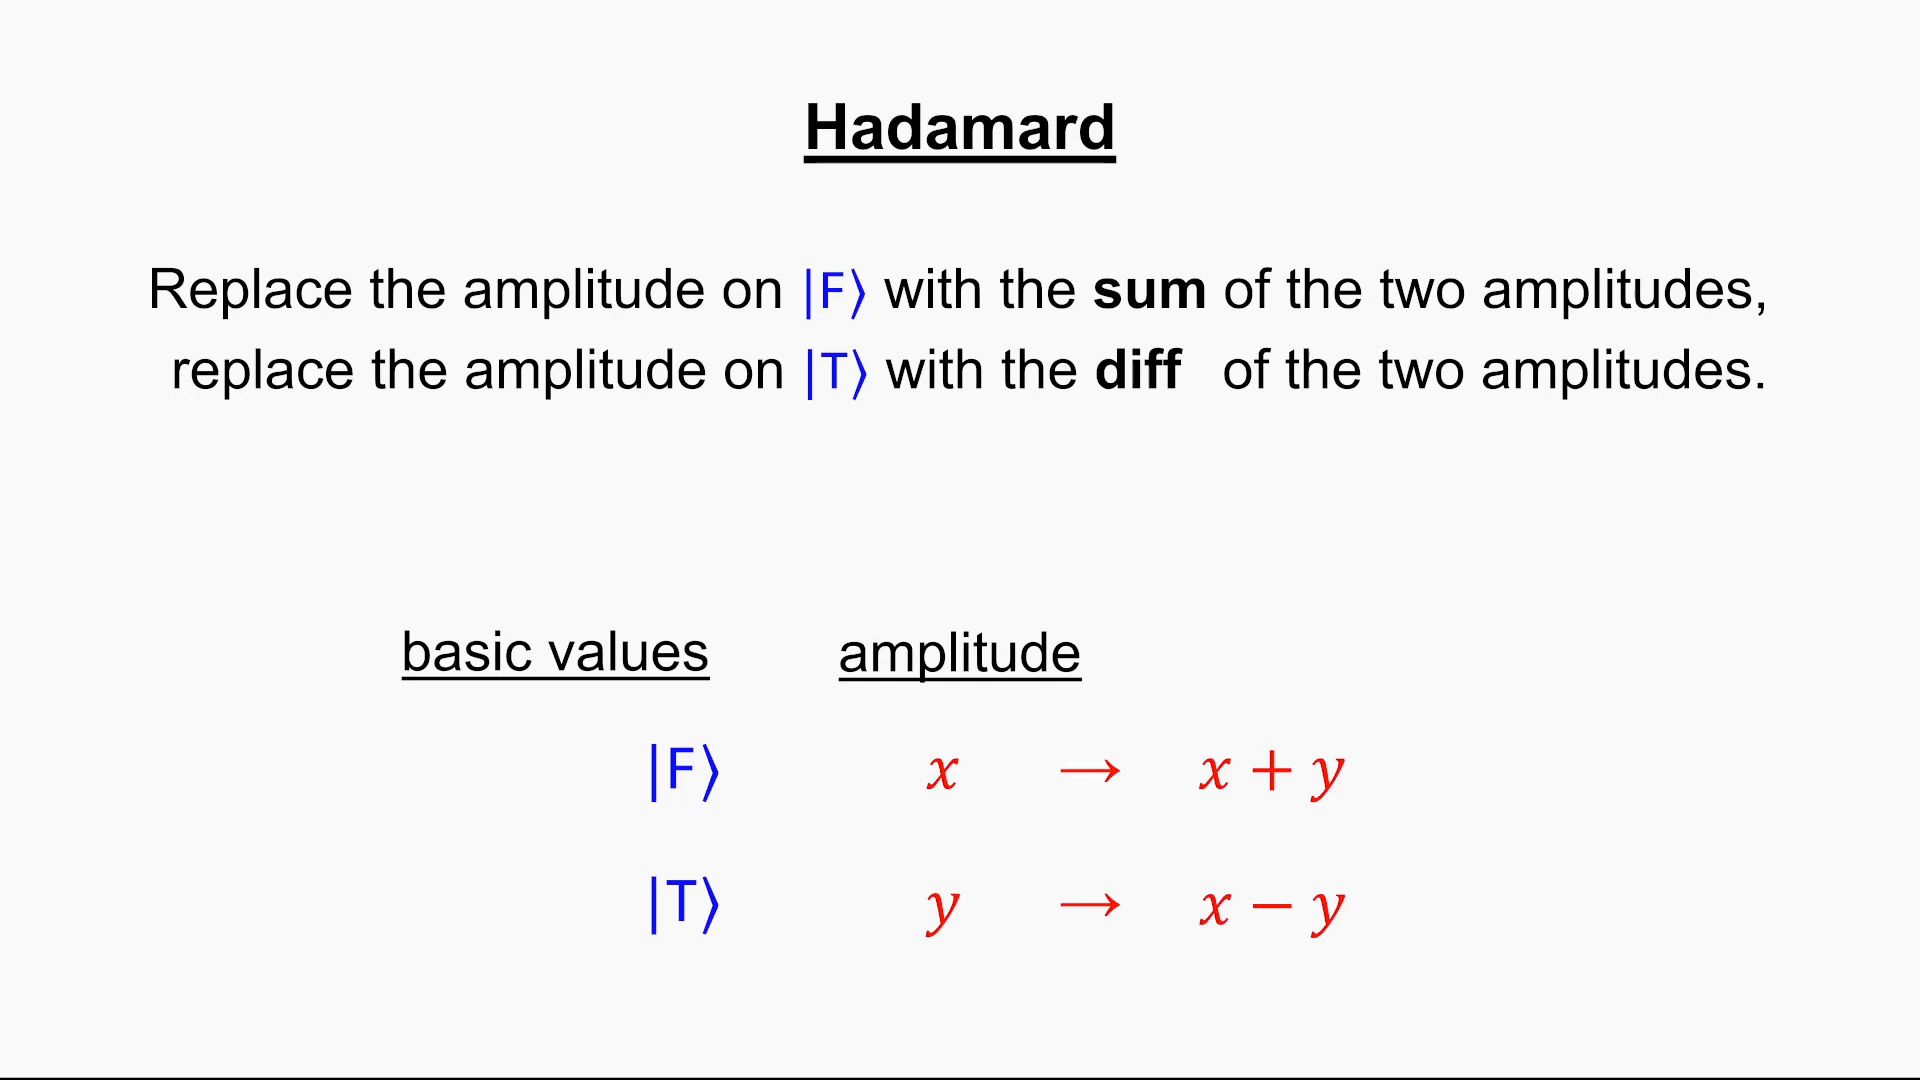 Hadamard
Replace the amplitude on |F⟩ with the sum of the two amplitudes,
replace the amplitude on |T⟩ with the diff of the two amplitudes.
basic values amplitude
|F⟩ x → x + y
|T⟩ y → x − y